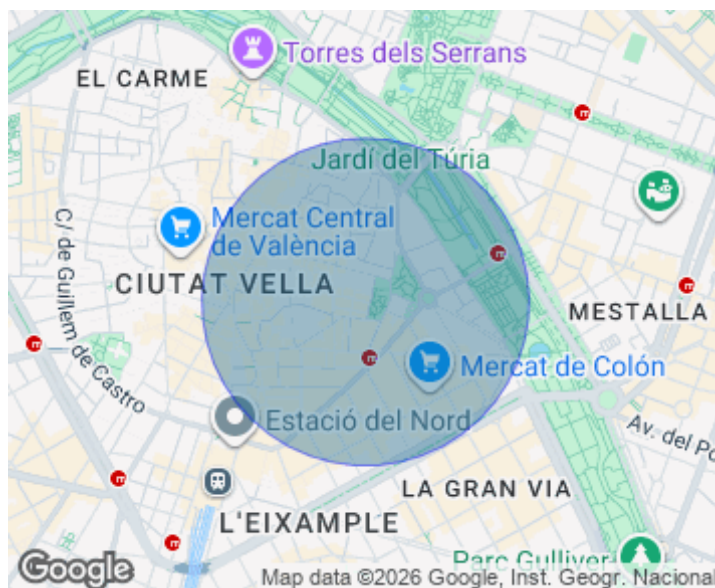 Torres dels Serrans
EL CARME
Jardí del Túria
Mercat Central
de València
CIUTAT VELLA
C/ de Guillem de Castro
MESTALLA
Mercat de Colón
Estació del Nord
Av. del Po
LA GRAN VIA
L'EIXAMPLE
Parc Gulliver
Google
Map data ©2026 Google, Inst. Geogr. Nacional